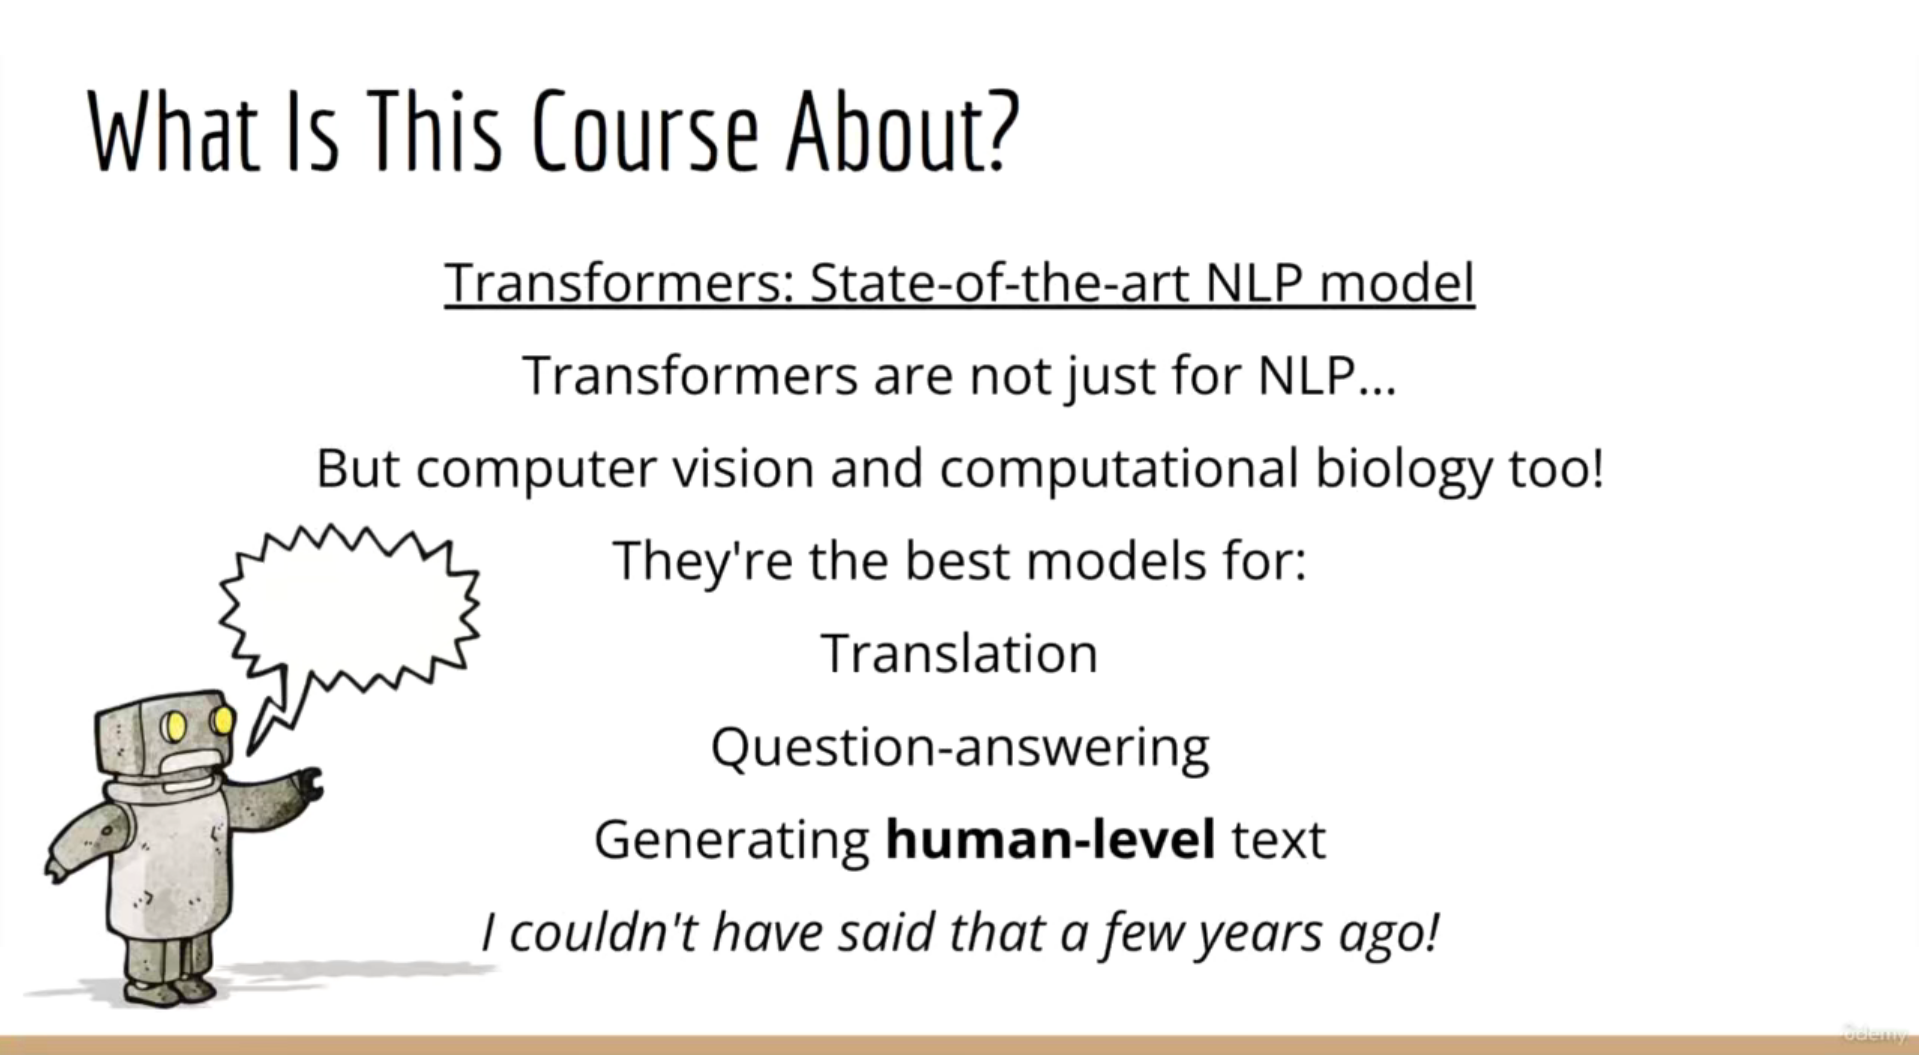 What Is This Course About?
Transformers: State-of-the-art NLP model
Transformers are not just for NLP...
But computer vision and computational biology too!
They're the best models for:
Translation
Question-answering
Generating human-level text
I couldn't have said that a few years ago!
ûdemy